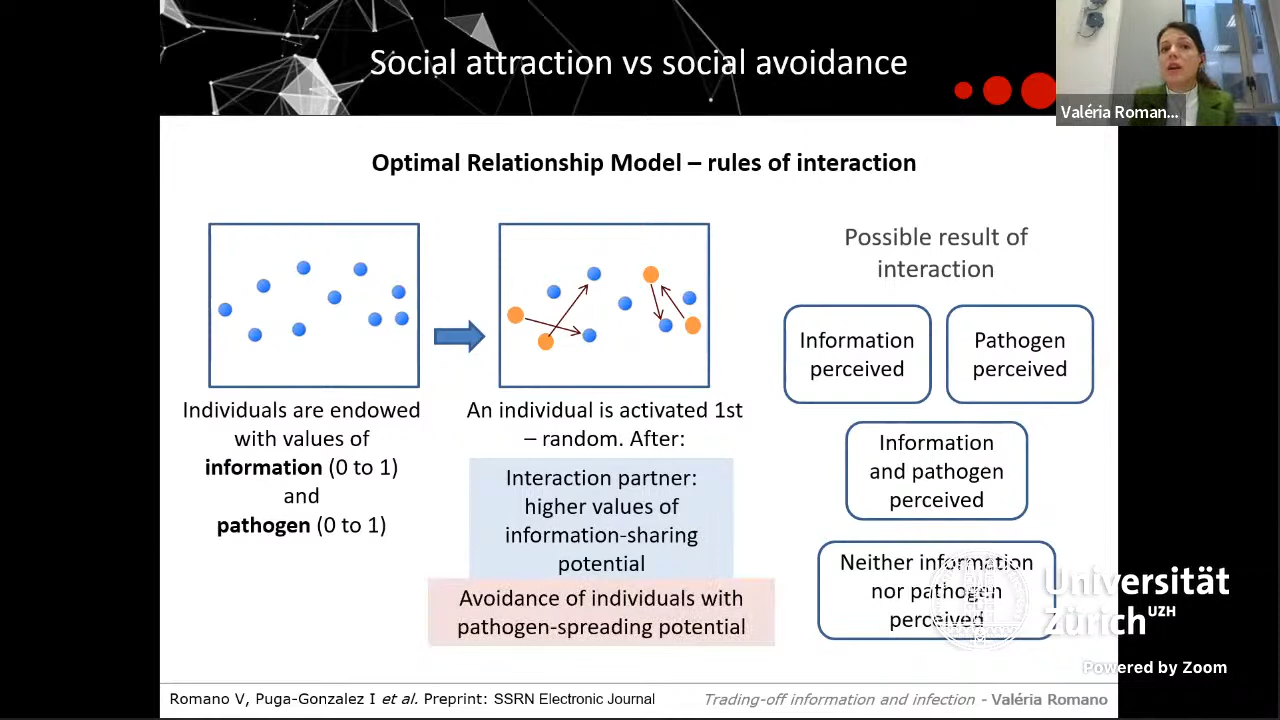 Social attraction vs social avoidance
Valéria Roman...
Optimal Relationship Model – rules of interaction
Individuals are endowed
with values of
information (0 to 1)
and
pathogen (0 to 1)
An individual is activated 1st
– random. After:
Interaction partner:
higher values of
information-sharing
potential
Avoidance of individuals with
pathogen-spreading potential
Possible result of
interaction
Information
perceived
Pathogen
perceived
Information
and pathogen
perceived
Neither information
nor pathogen
perceived
Universität
Zürich UZH
Powered by Zoom
Romano V, Puga-Gonzalez I et al. Preprint: SSRN Electronic Journal
Trading-off information and infection - Valéria Romano